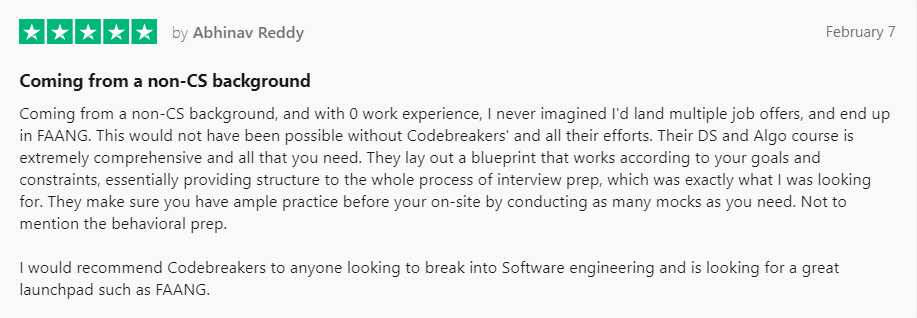 by Abhinav Reddy
February 7
Coming from a non-CS background
Coming from a non-CS background, and with 0 work experience, I never imagined I'd land multiple job offers, and end up
in FAANG. This would not have been possible without Codebreakers' and all their efforts. Their DS and Algo course is
extremely comprehensive and all that you need. They lay out a blueprint that works according to your goals and
constraints, essentially providing structure to the whole process of interview prep, which was exactly what I was looking
for. They make sure you have ample practice before your on-site by conducting as many mocks as you need. Not to
mention the behavioral prep.
I would recommend Codebreakers to anyone looking to break into Software engineering and is looking for a great
launchpad such as FAANG.